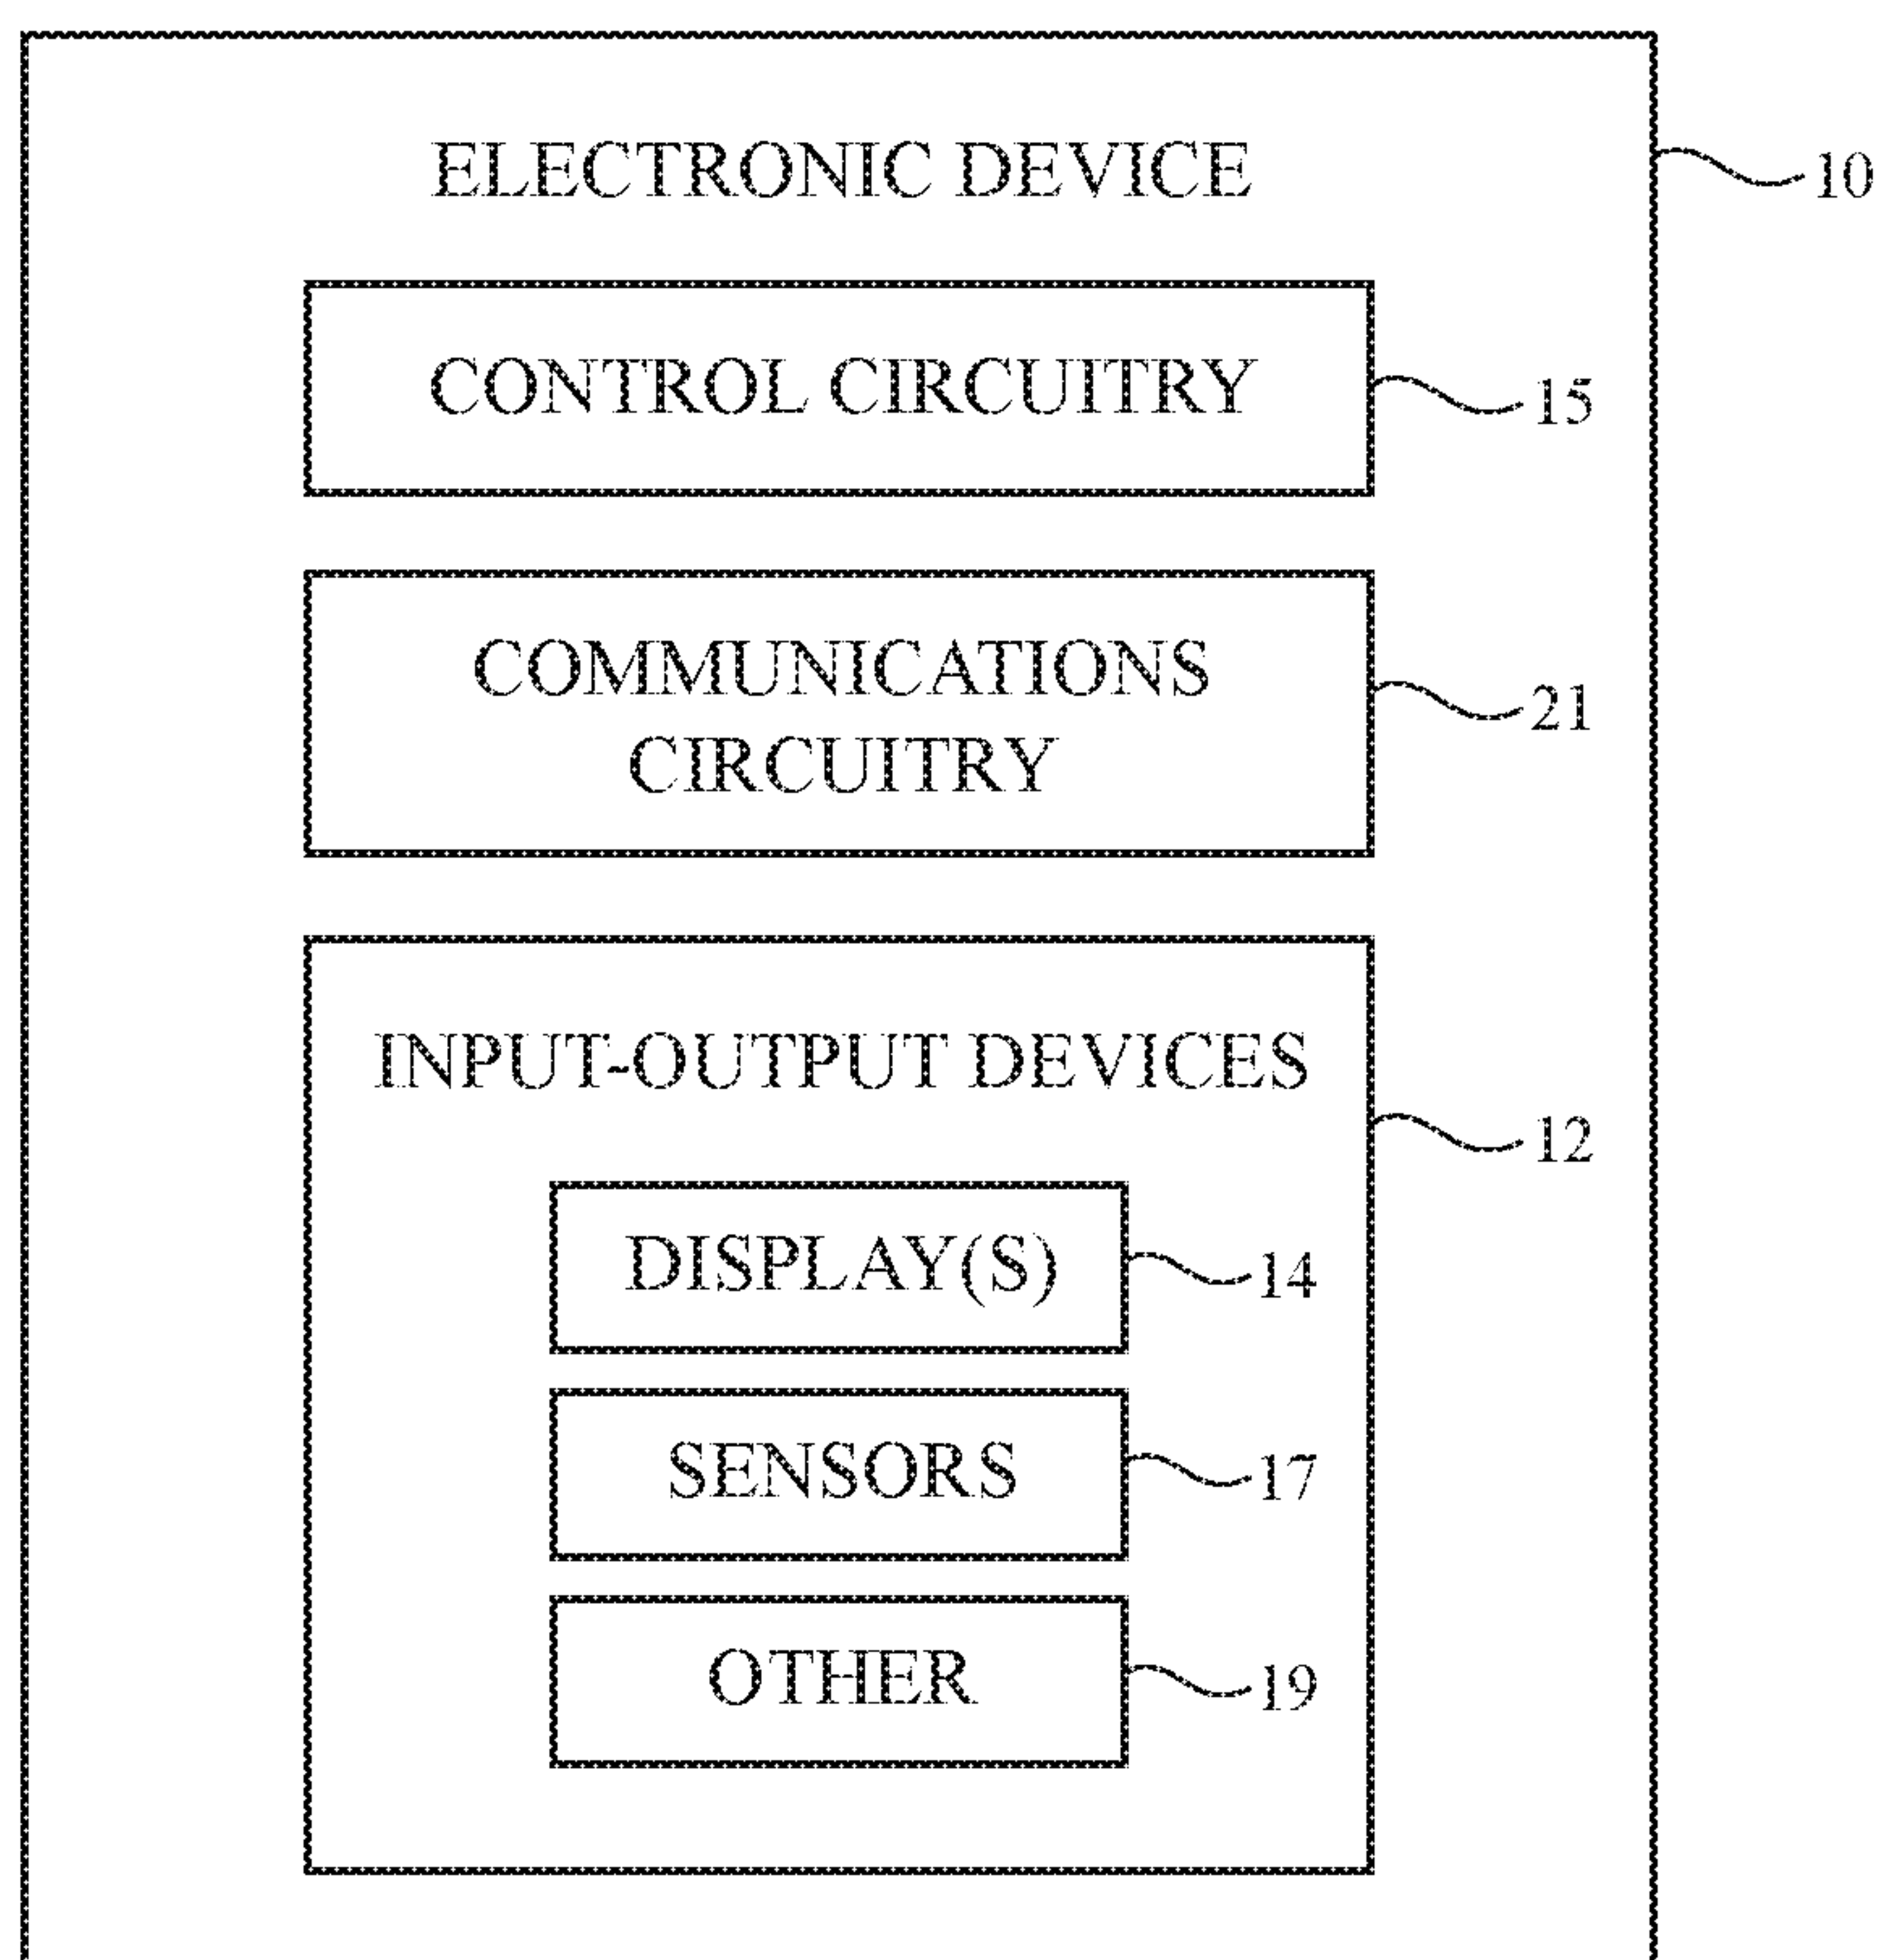 ELECTRONIC DEVICE
10
CONTROL CIRCUITRY
15
COMMUNICATIONS
CIRCUITRY
21
INPUT-OUTPUT DEVICES
12
DISPLAY(S)
14
SENSORS
17
OTHER
19